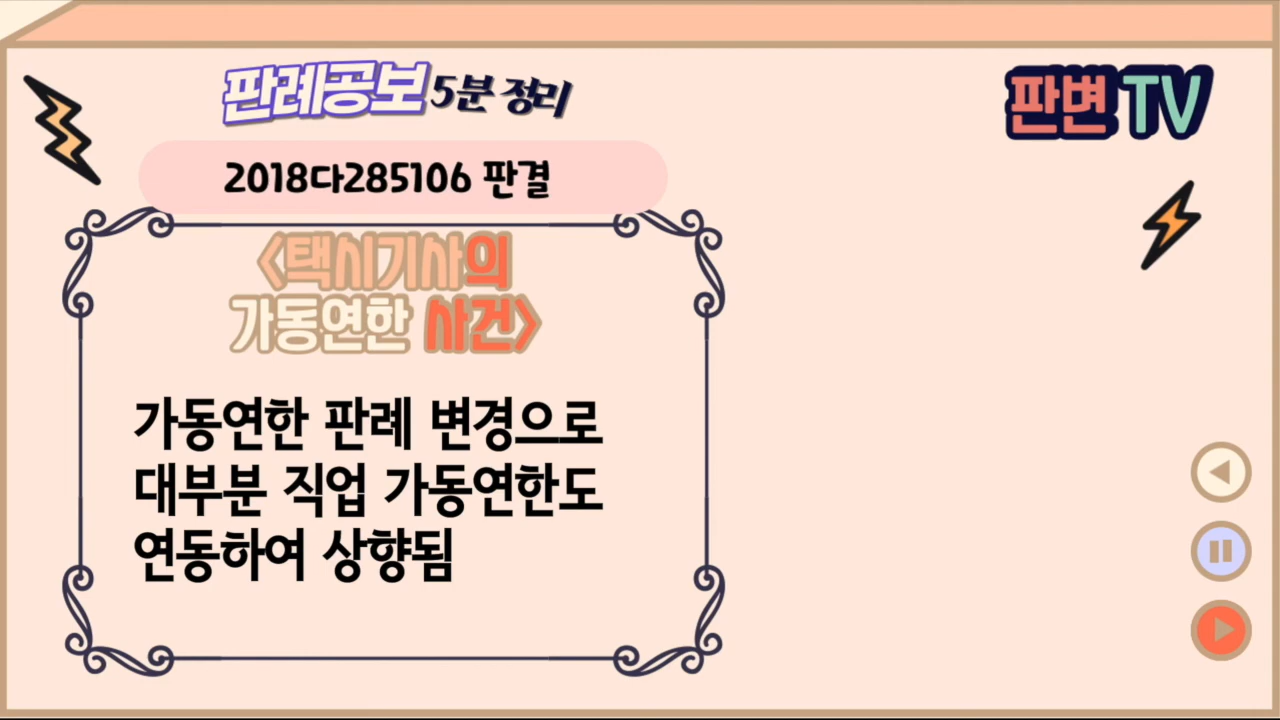 판례공보 5분 정리
판변 TV
2018다285106 판결
<택시기사의
가동연한 사건>
가동연한 판례 변경으로
대부분 직업 가동연한도
연동하여 상향됨